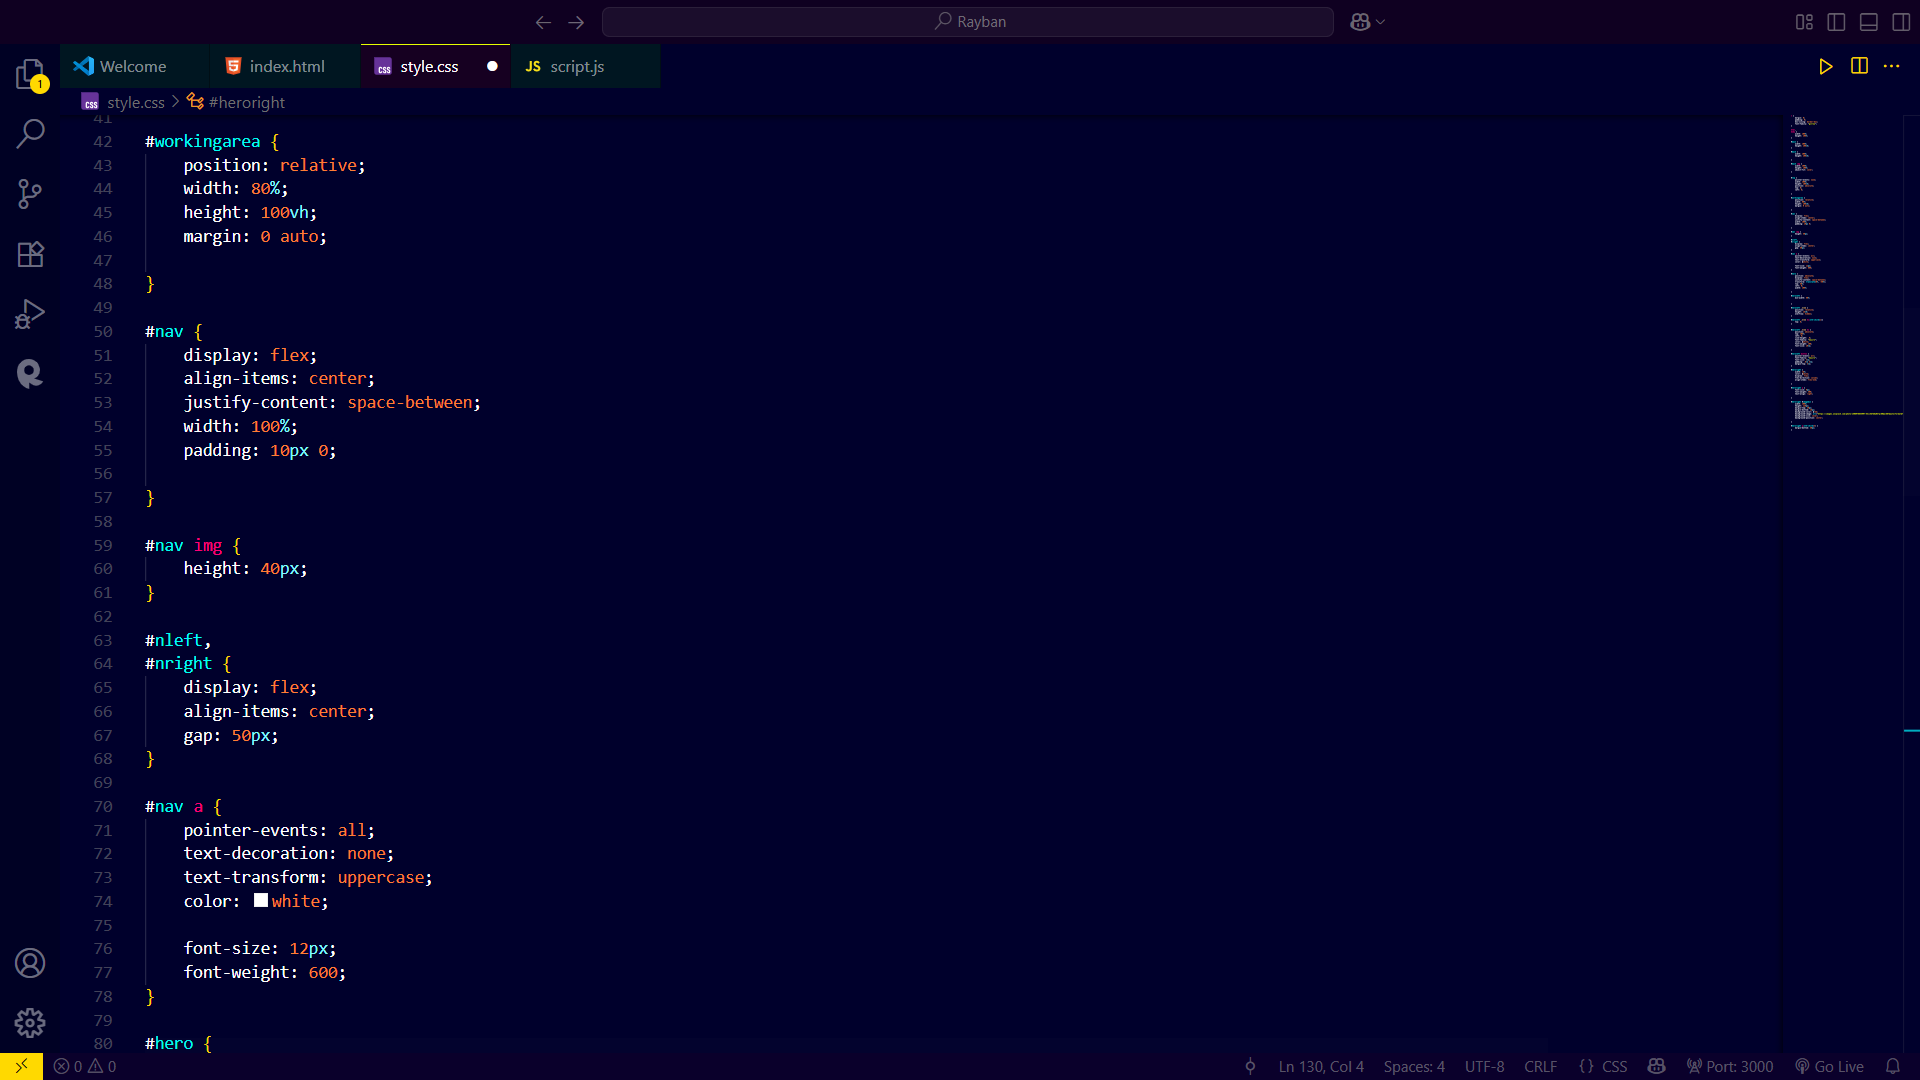 Rayban
Welcome
index.html
style.css
JS script.js
style.css > #heroright
1
41
42 #workingarea {
43 position: relative;
44 width: 80%;
45 height: 100vh;
46 margin: 0 auto;
47
48 }
49
50 #nav {
51 display: flex;
52 align-items: center;
53 justify-content: space-between;
54 width: 100%;
55 padding: 10px 0;
56
57 }
58
59 #nav img {
60 height: 40px;
61 }
62
63 #nleft,
64 #nright {
65 display: flex;
66 align-items: center;
67 gap: 50px;
68 }
69
70 #nav a {
71 pointer-events: all;
72 text-decoration: none;
73 text-transform: uppercase;
74 color: white;
75
76 font-size: 12px;
77 font-weight: 600;
78 }
79
80 #hero {
0 0
Ln 130, Col 4
Spaces: 4
UTF-8
CRLF
{} CSS
Port: 3000
Go Live